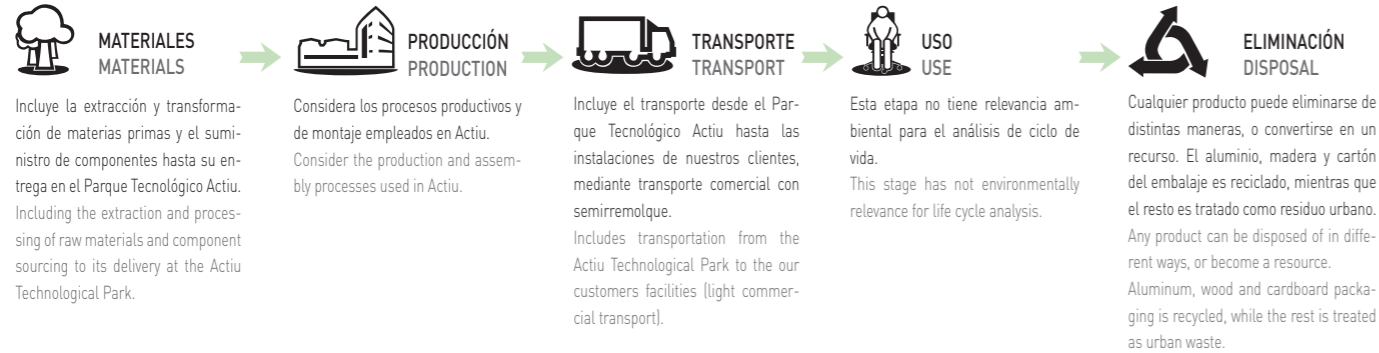 MATERIALES
MATERIALS
Incluye la extracción y transforma-
ción de materias primas y el sumi-
nistro de componentes hasta su en-
trega en el Parque Tecnológico Actiu.
Including the extraction and proces-
sing of raw materials and component
sourcing to its delivery at the Actiu
Technological Park.
PRODUCCIÓN
PRODUCTION
Considera los procesos productivos y
de montaje empleados en Actiu.
Consider the production and assem-
bly processes used in Actiu.
TRANSPORTE
TRANSPORT
Incluye el transporte desde el Par-
que Tecnológico Actiu hasta las
instalaciones de nuestros clientes,
mediante transporte comercial con
semirremolque.
Includes transportation from the
Actiu Technological Park to the our
customers facilities (light commer-
cial transport).
USO
USE
Esta etapa no tiene relevancia am-
biental para el análisis de ciclo de
vida.
This stage has not environmentally
relevance for life cycle analysis.
ELIMINACIÓN
DISPOSAL
Cualquier producto puede eliminarse de
distintas maneras, o convertirse en un
recurso. El aluminio, madera y cartón
del embalaje es reciclado, mientras que
el resto es tratado como residuo urbano.
Any product can be disposed of in diffe-
rent ways, or become a resource.
Aluminum, wood and cardboard packa-
ging is recycled, while the rest is treated
as urban waste.